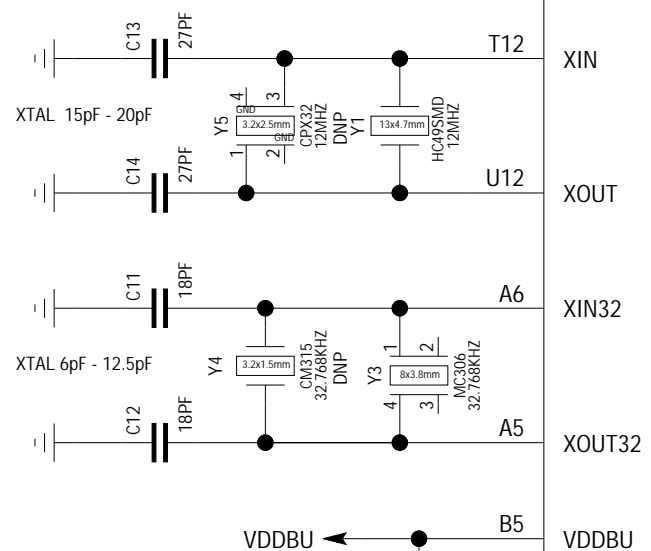 C13
27PF
T12
XIN
XTAL 15pF - 20pF
4
3
GND
Y5
3.2x2.5mm
GND
1
2
CPX32
12MHZ
DNP
Y1
13x4.7mm
HC49SMD
12MHZ
C14
27PF
U12
XOUT
C11
18PF
A6
XIN32
XTAL 6pF - 12.5pF
Y4
3.2x1.5mm
CM315
32.768KHZ
DNP
Y3
1
2
8x3.8mm
4
3
MC306
32.768KHZ
C12
18PF
A5
XOUT32
VDDBU
B5
VDDBU